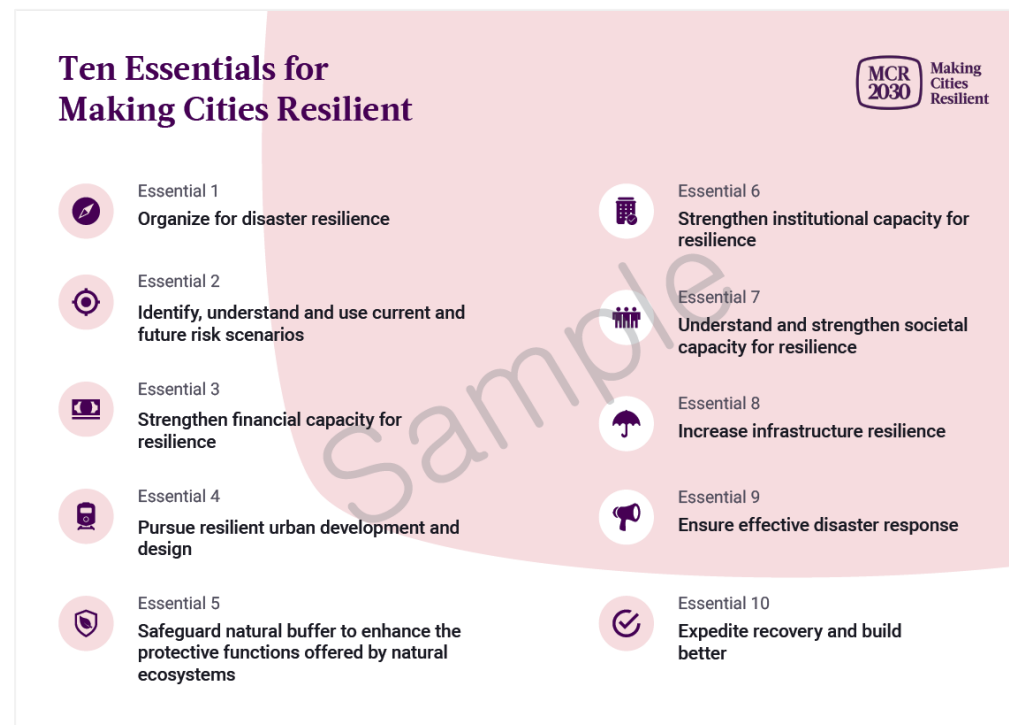 Ten Essentials for
Making Cities Resilient
MCR
2030
Making
Cities
Resilient
Essential 1
Organize for disaster resilience
Essential 2
Identify, understand and use current and
future risk scenarios
Essential 3
Strengthen financial capacity for
resilience
Essential 4
Pursue resilient urban development and
design
Essential 5
Safeguard natural buffer to enhance the
protective functions offered by natural
ecosystems
Essential 6
Strengthen institutional capacity for
resilience
Essential 7
Understand and strengthen societal
capacity for resilience
Essential 8
Increase infrastructure resilience
Essential 9
Ensure effective disaster response
Essential 10
Expedite recovery and build
better
Sample